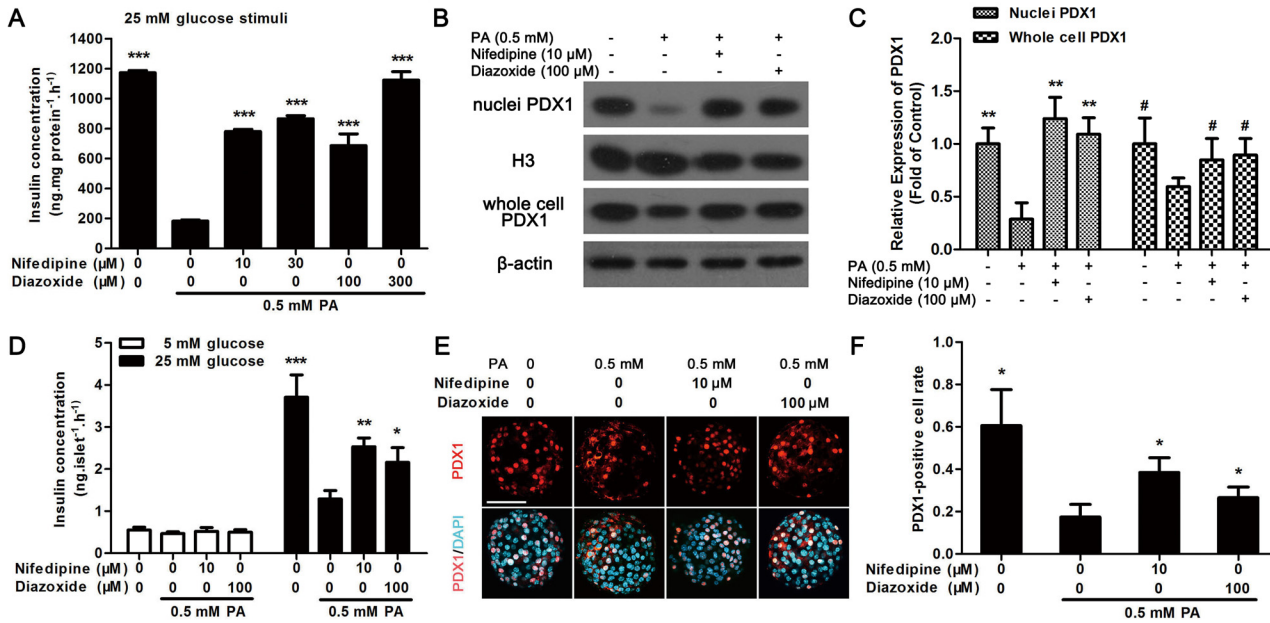 A
25 mM glucose stimuli
Insulin concentration
(ng.mg protein⁻¹.h⁻¹)
1400
1200
1000
800
600
400
200
0
*** *** *** *** ***
Nifedipine (μM) 0 0 10 30 0 0
Diazoxide (μM) 0 0 0 0 100 300
0.5 mM PA
B
PA (0.5 mM) - + + +
Nifedipine (10 μM) - - + -
Diazoxide (100 μM) - - - +
nuclei PDX1
H3
whole cell
PDX1
β-actin
C
Nuclei PDX1
Whole cell PDX1
Relative Expression of PDX1
(Fold of Control)
2.0
1.5
1.0
0.5
0.0
** ** ** # # #
PA (0.5 mM) - + + + - + + +
Nifedipine (10 μM) - - + - - - + -
Diazoxide (100 μM) - - - + - - - +
D
5 mM glucose
25 mM glucose
Insulin concentration
(ng.islet⁻¹.h⁻¹)
5
4
3
2
1
0
*** ** *
Nifedipine (μM) 0 0 10 0 0 0 10 0
Diazoxide (μM) 0 0 0 100 0 0 0 100
0.5 mM PA 0.5 mM PA
E
PA 0 0.5 mM 0.5 mM 0.5 mM
Nifedipine 0 0 10 μM 0
Diazoxide 0 0 0 100 μM
PDX1
PDX1/DAPI
F
PDX1-positive cell rate
1.0
0.8
0.6
0.4
0.2
0.0
* * *
Nifedipine (μM) 0 0 10 0
Diazoxide (μM) 0 0 0 100
0.5 mM PA